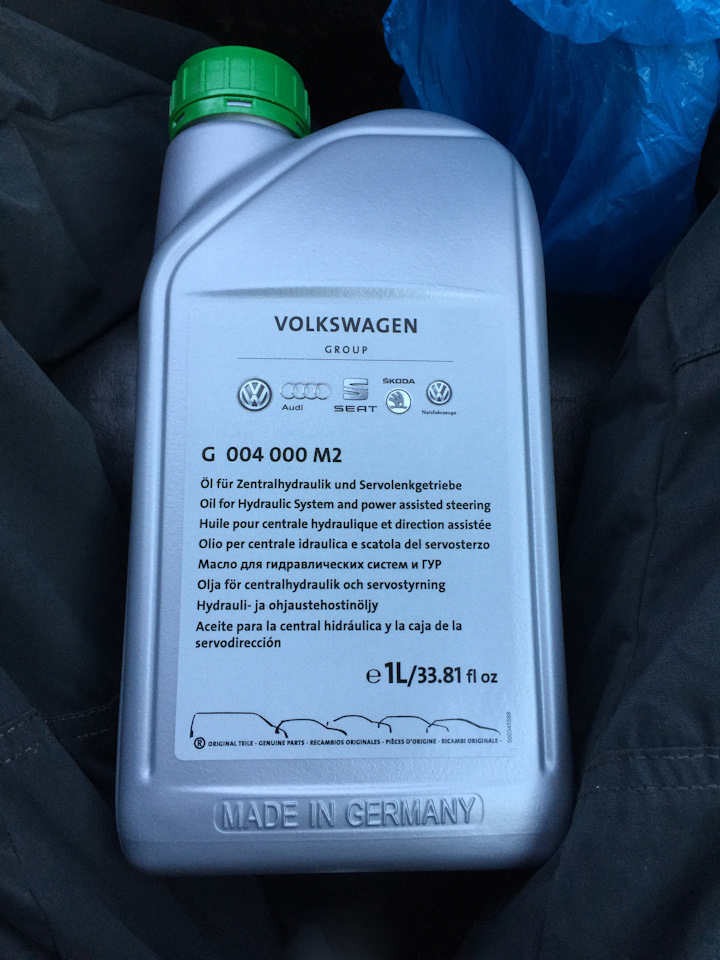 VOLKSWAGEN
GROUP
Audi
SEAT
ŠKODA
Nutzfahrzeuge
G 004 000 M2
Öl für Zentralhydraulik und Servolenkgetriebe
Oil for Hydraulic System and power assisted steering
Huile pour centrale hydraulique et direction assistée
Olio per centrale idraulica e scatola del servosterzo
Масло для гидравлических систем и ГУР
Olja för centralhydraulik och servostyrning
Hydrauli- ja ohjaustehostinöljy
Aceite para la central hidráulica y la caja de la
servodirección
℮ 1L/33.81 fl oz
® ORIGINAL TEILE - GENUINE PARTS - RECAMBIOS ORIGINALES - PIÈCES D'ORIGINE - RICAMBI ORIGINALE -
MADE IN GERMANY